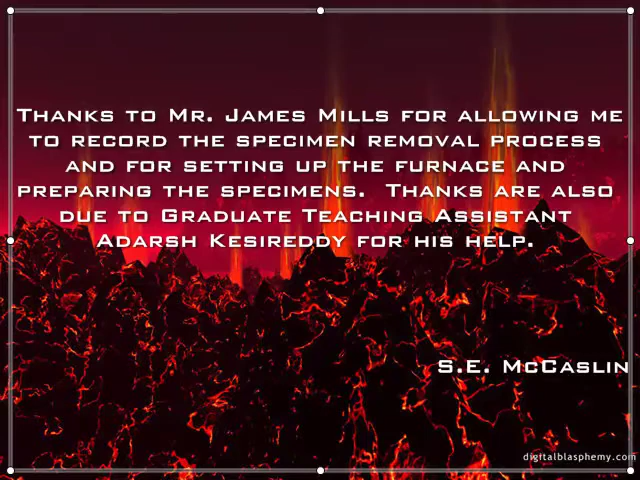 Thanks to Mr. James Mills for allowing me
to record the specimen removal process
and for setting up the furnace and
preparing the specimens. Thanks are also
due to Graduate Teaching Assistant
Adarsh Kesireddy for his help.
S.E. McCaslin
digitalblasphemy.com